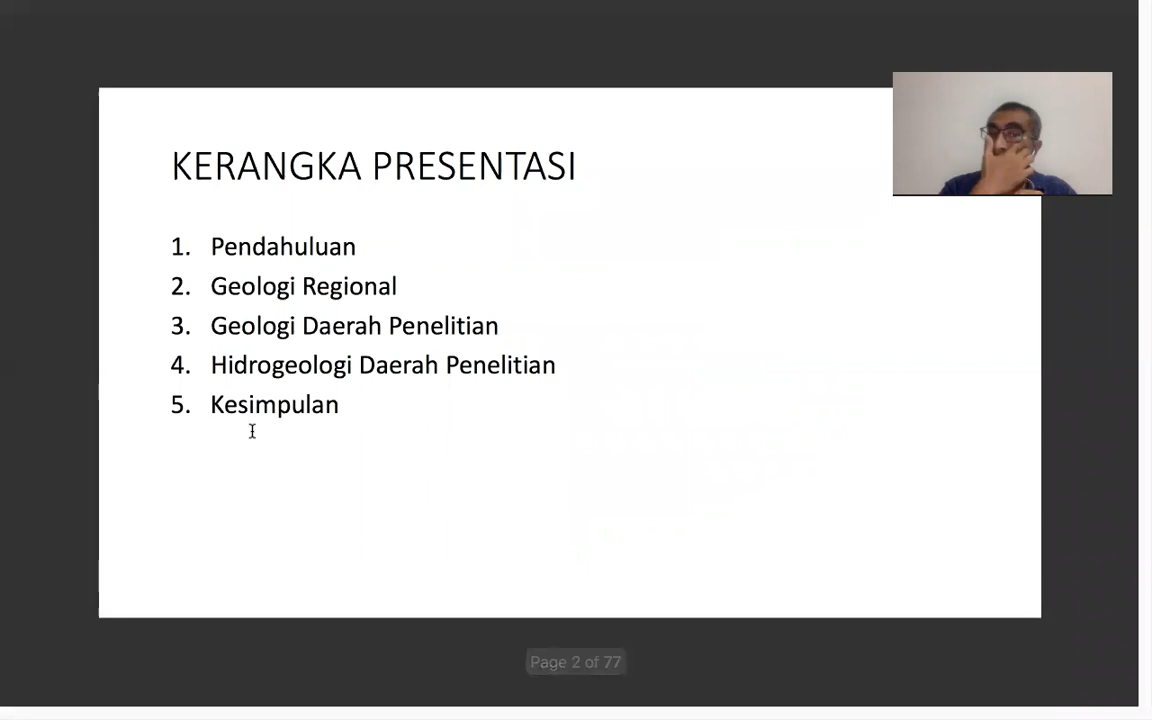 KERANGKA PRESENTASI
1. Pendahuluan
2. Geologi Regional
3. Geologi Daerah Penelitian
4. Hidrogeologi Daerah Penelitian
5. Kesimpulan
Page 2 of 77